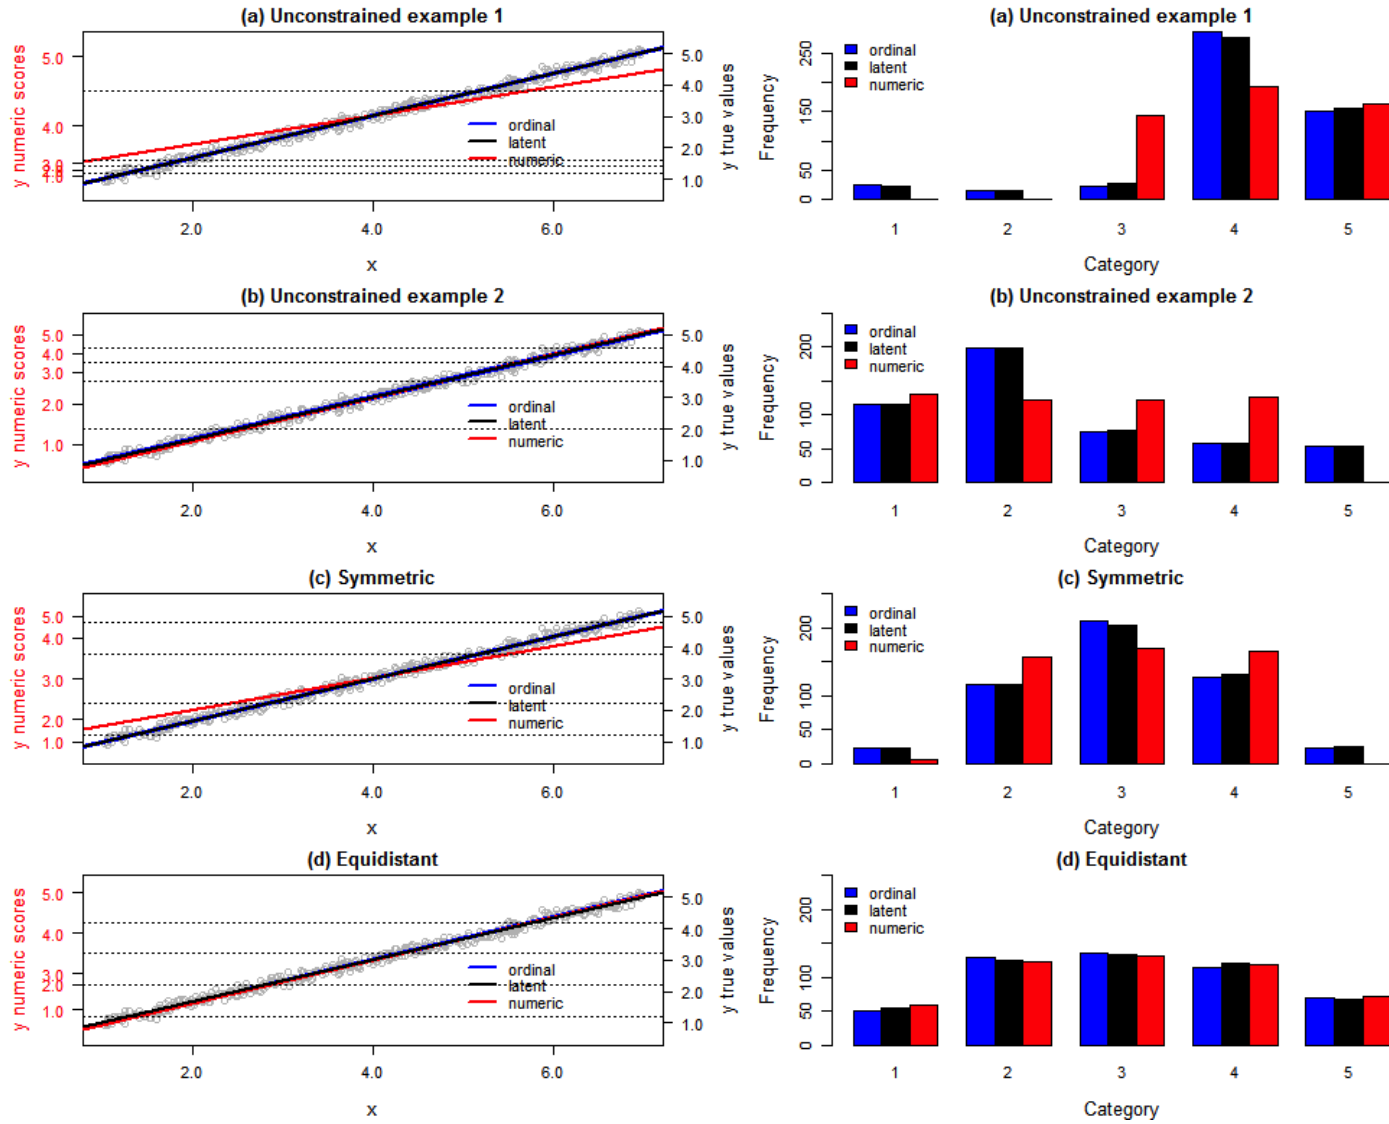 (a) Unconstrained example 1
y numeric scores
5.0
4.0
3.0
2.0
1.0
ordinal
latent
numeric
5.0
4.0
3.0
2.0
1.0
y true values
2.0 4.0 6.0
x
(a) Unconstrained example 1
Frequency
250
150
50
0
ordinal
latent
numeric
1 2 3 4 5
Category
(b) Unconstrained example 2
y numeric scores
5.0
4.0
3.0
2.0
1.0
ordinal
latent
numeric
5.0
4.0
3.0
2.0
1.0
y true values
2.0 4.0 6.0
x
(b) Unconstrained example 2
Frequency
200
100
50
0
ordinal
latent
numeric
1 2 3 4 5
Category
(c) Symmetric
y numeric scores
5.0
4.0
3.0
2.0
1.0
ordinal
latent
numeric
5.0
4.0
3.0
2.0
1.0
y true values
2.0 4.0 6.0
x
(c) Symmetric
Frequency
200
100
50
0
ordinal
latent
numeric
1 2 3 4 5
Category
(d) Equidistant
y numeric scores
5.0
4.0
3.0
2.0
1.0
ordinal
latent
numeric
5.0
4.0
3.0
2.0
1.0
y true values
2.0 4.0 6.0
x
(d) Equidistant
Frequency
200
100
50
0
ordinal
latent
numeric
1 2 3 4 5
Category